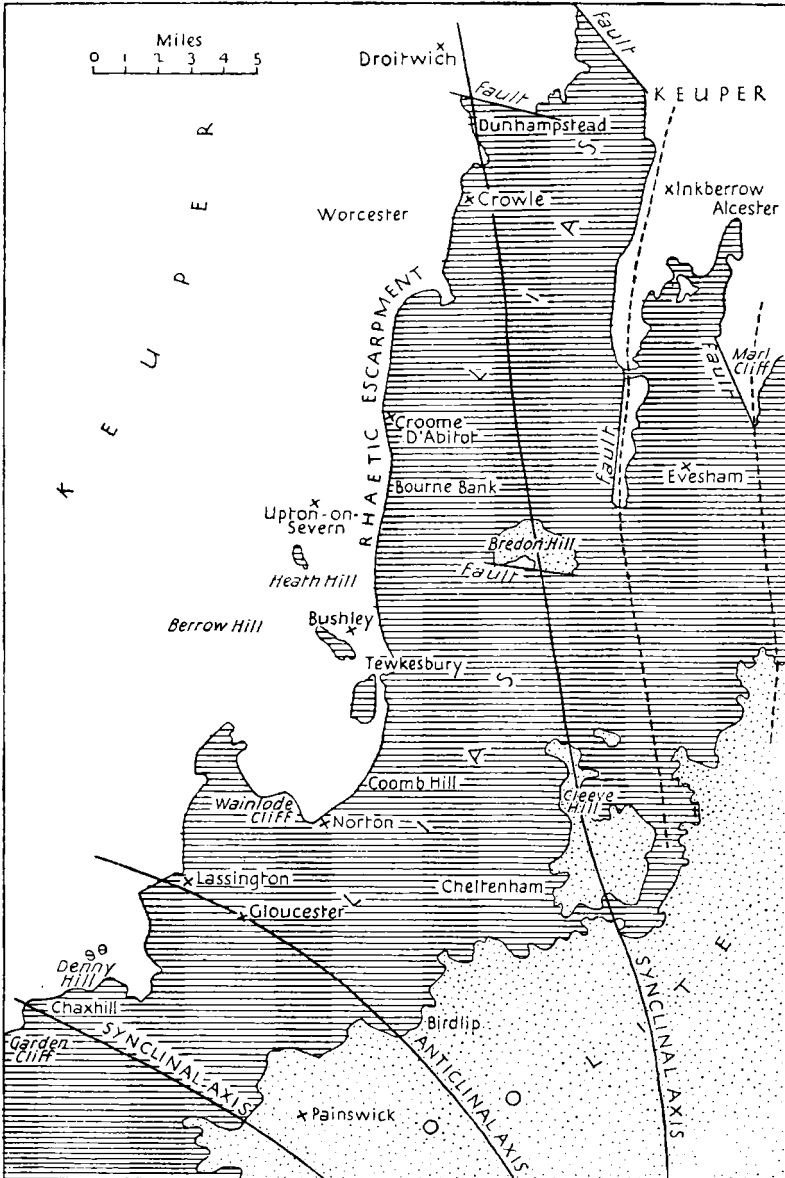 Miles
0 1 2 3 4 5
Droitwich
fault
fault
KEUPER
Dunhampstead
Crowle
Worcester
Inkberrow
Alcester
KEUPER
LIAS
RHAETIC ESCARPMENT
fault
Marl
Cliff
Croome
D'Abitot
fault
Evesham
Bourne Bank
Upton-on-
Severn
Bredon Hill
Fault
Heath Hill
Berrow Hill
Bushley
Tewkesbury
LIAS
Coomb Hill
Cleeve
Hill
Wainlode
Cliff
Norton
Lassington
Cheltenham
Gloucester
Denny
Hill
Chaxhill
Garden
Cliff
SYNCLINAL AXIS
Birdlip
ANTICLINAL AXIS
SYNCLINAL AXIS
OOLITE
Painswick